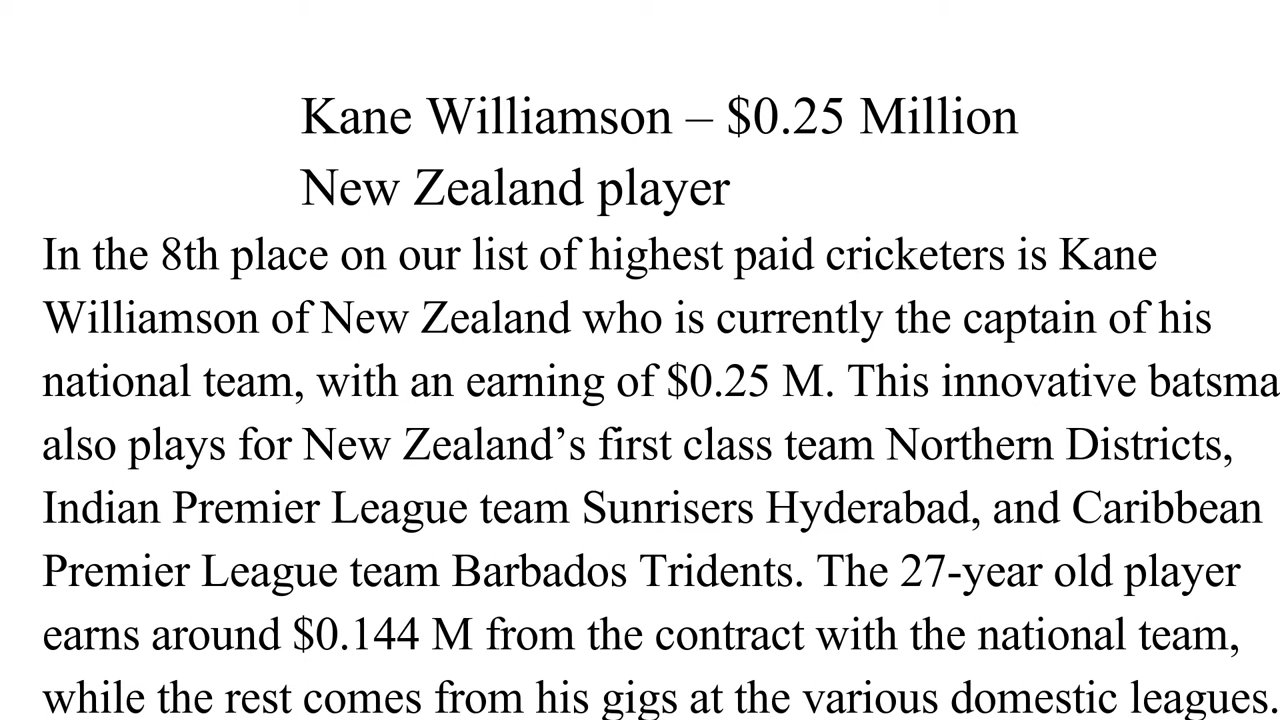 Kane Williamson – $0.25 Million
New Zealand player
In the 8th place on our list of highest paid cricketers is Kane
Williamson of New Zealand who is currently the captain of his
national team, with an earning of $0.25 M. This innovative batsma
also plays for New Zealand’s first class team Northern Districts,
Indian Premier League team Sunrisers Hyderabad, and Caribbean
Premier League team Barbados Tridents. The 27-year old player
earns around $0.144 M from the contract with the national team,
while the rest comes from his gigs at the various domestic leagues.